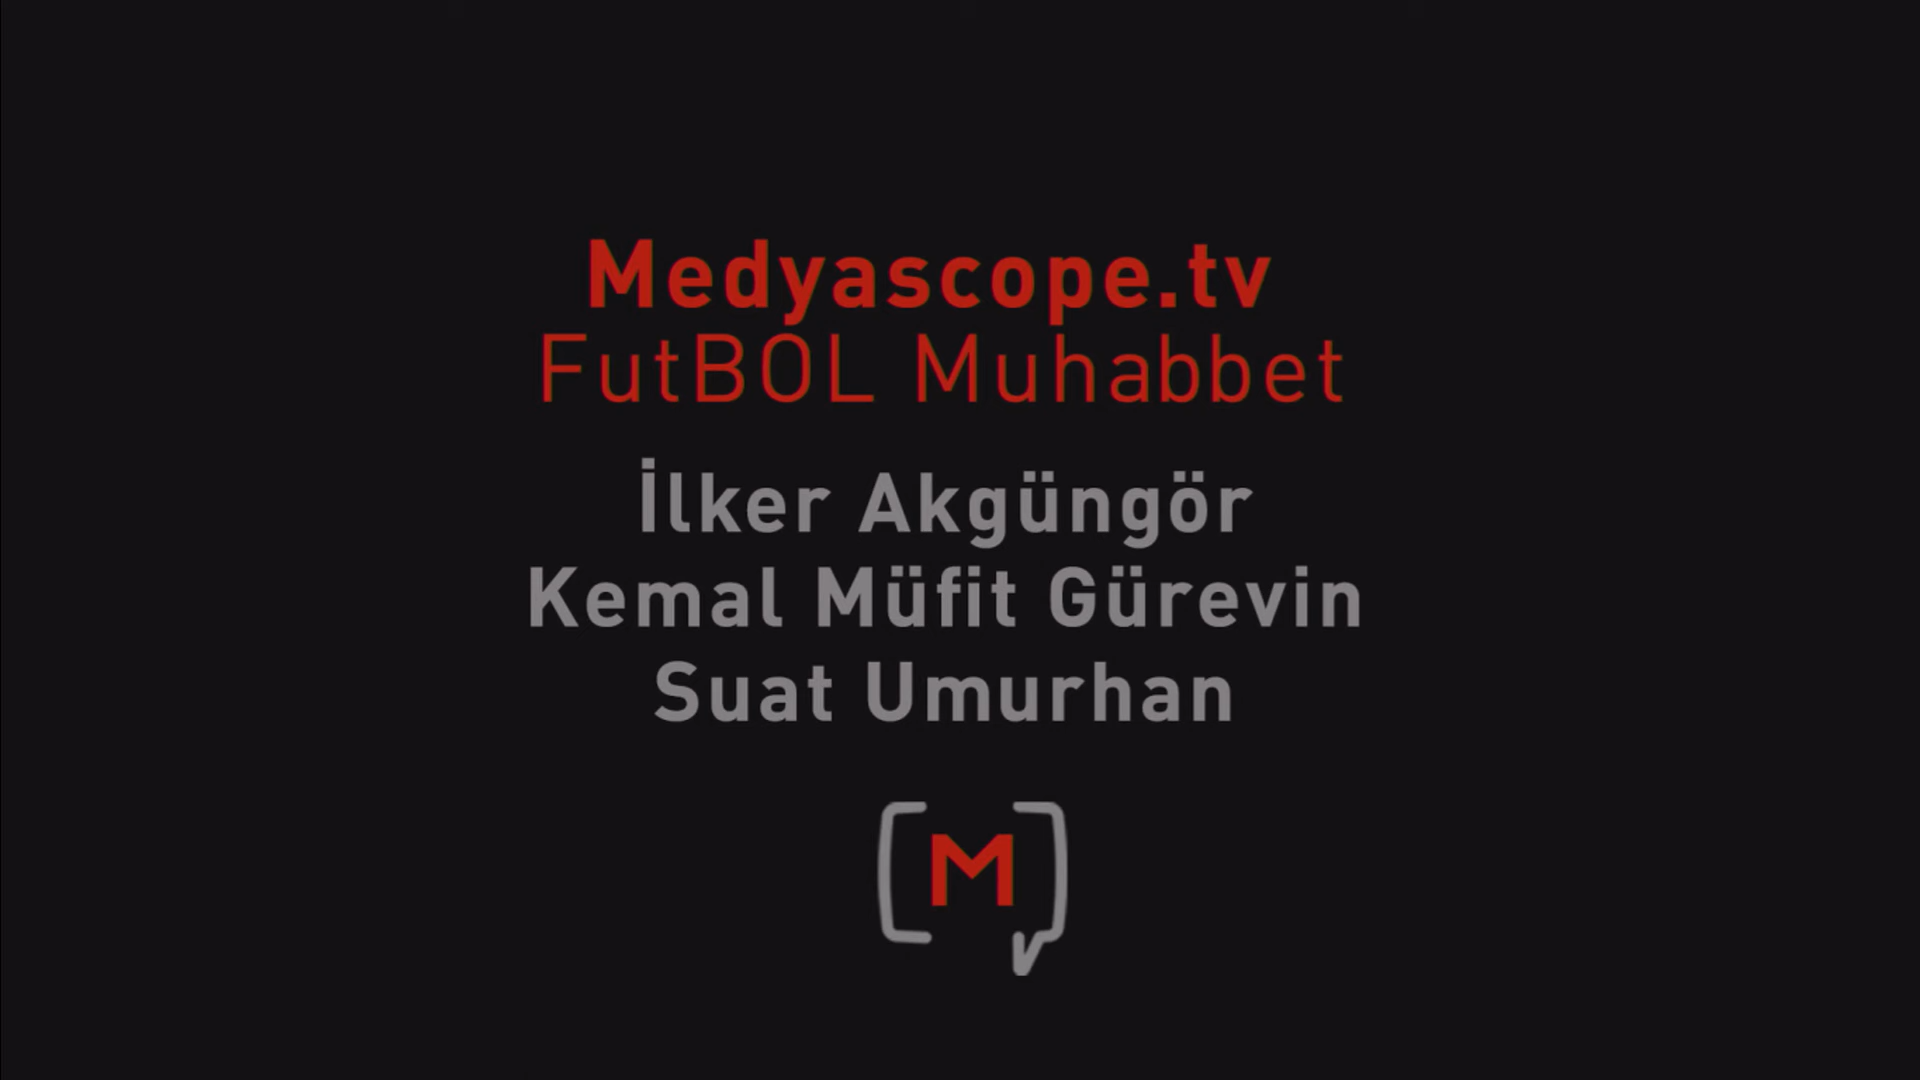 Medyascope.tv
FutBOL Muhabbet
İlker Akgüngör
Kemal Müfit Gürevin
Suat Umurhan
M